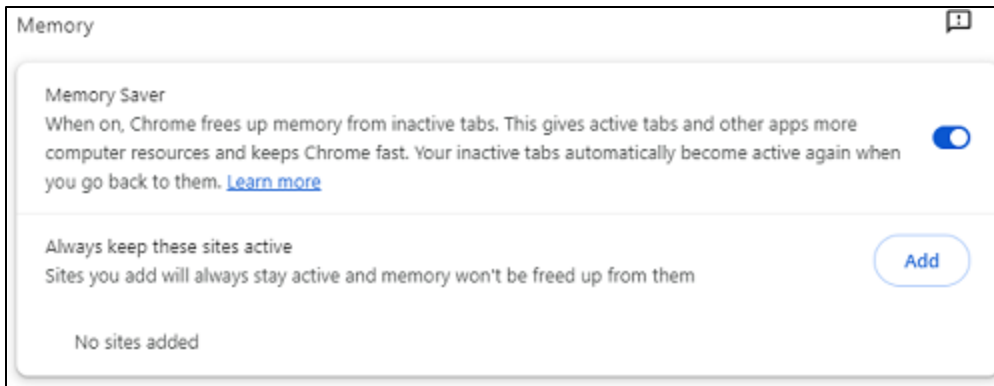 Memory
Memory Saver
When on, Chrome frees up memory from inactive tabs. This gives active tabs and other apps more
computer resources and keeps Chrome fast. Your inactive tabs automatically become active again when
you go back to them. Learn more
Always keep these sites active
Sites you add will always stay active and memory won't be freed up from them
Add
No sites added